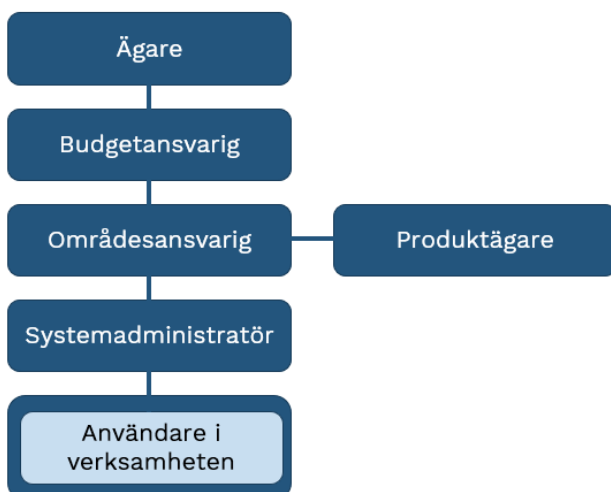 Ägare
Budgetansvarig
Områdesansvarig
Produktägare
Systemadministratör
Användare i
verksamheten